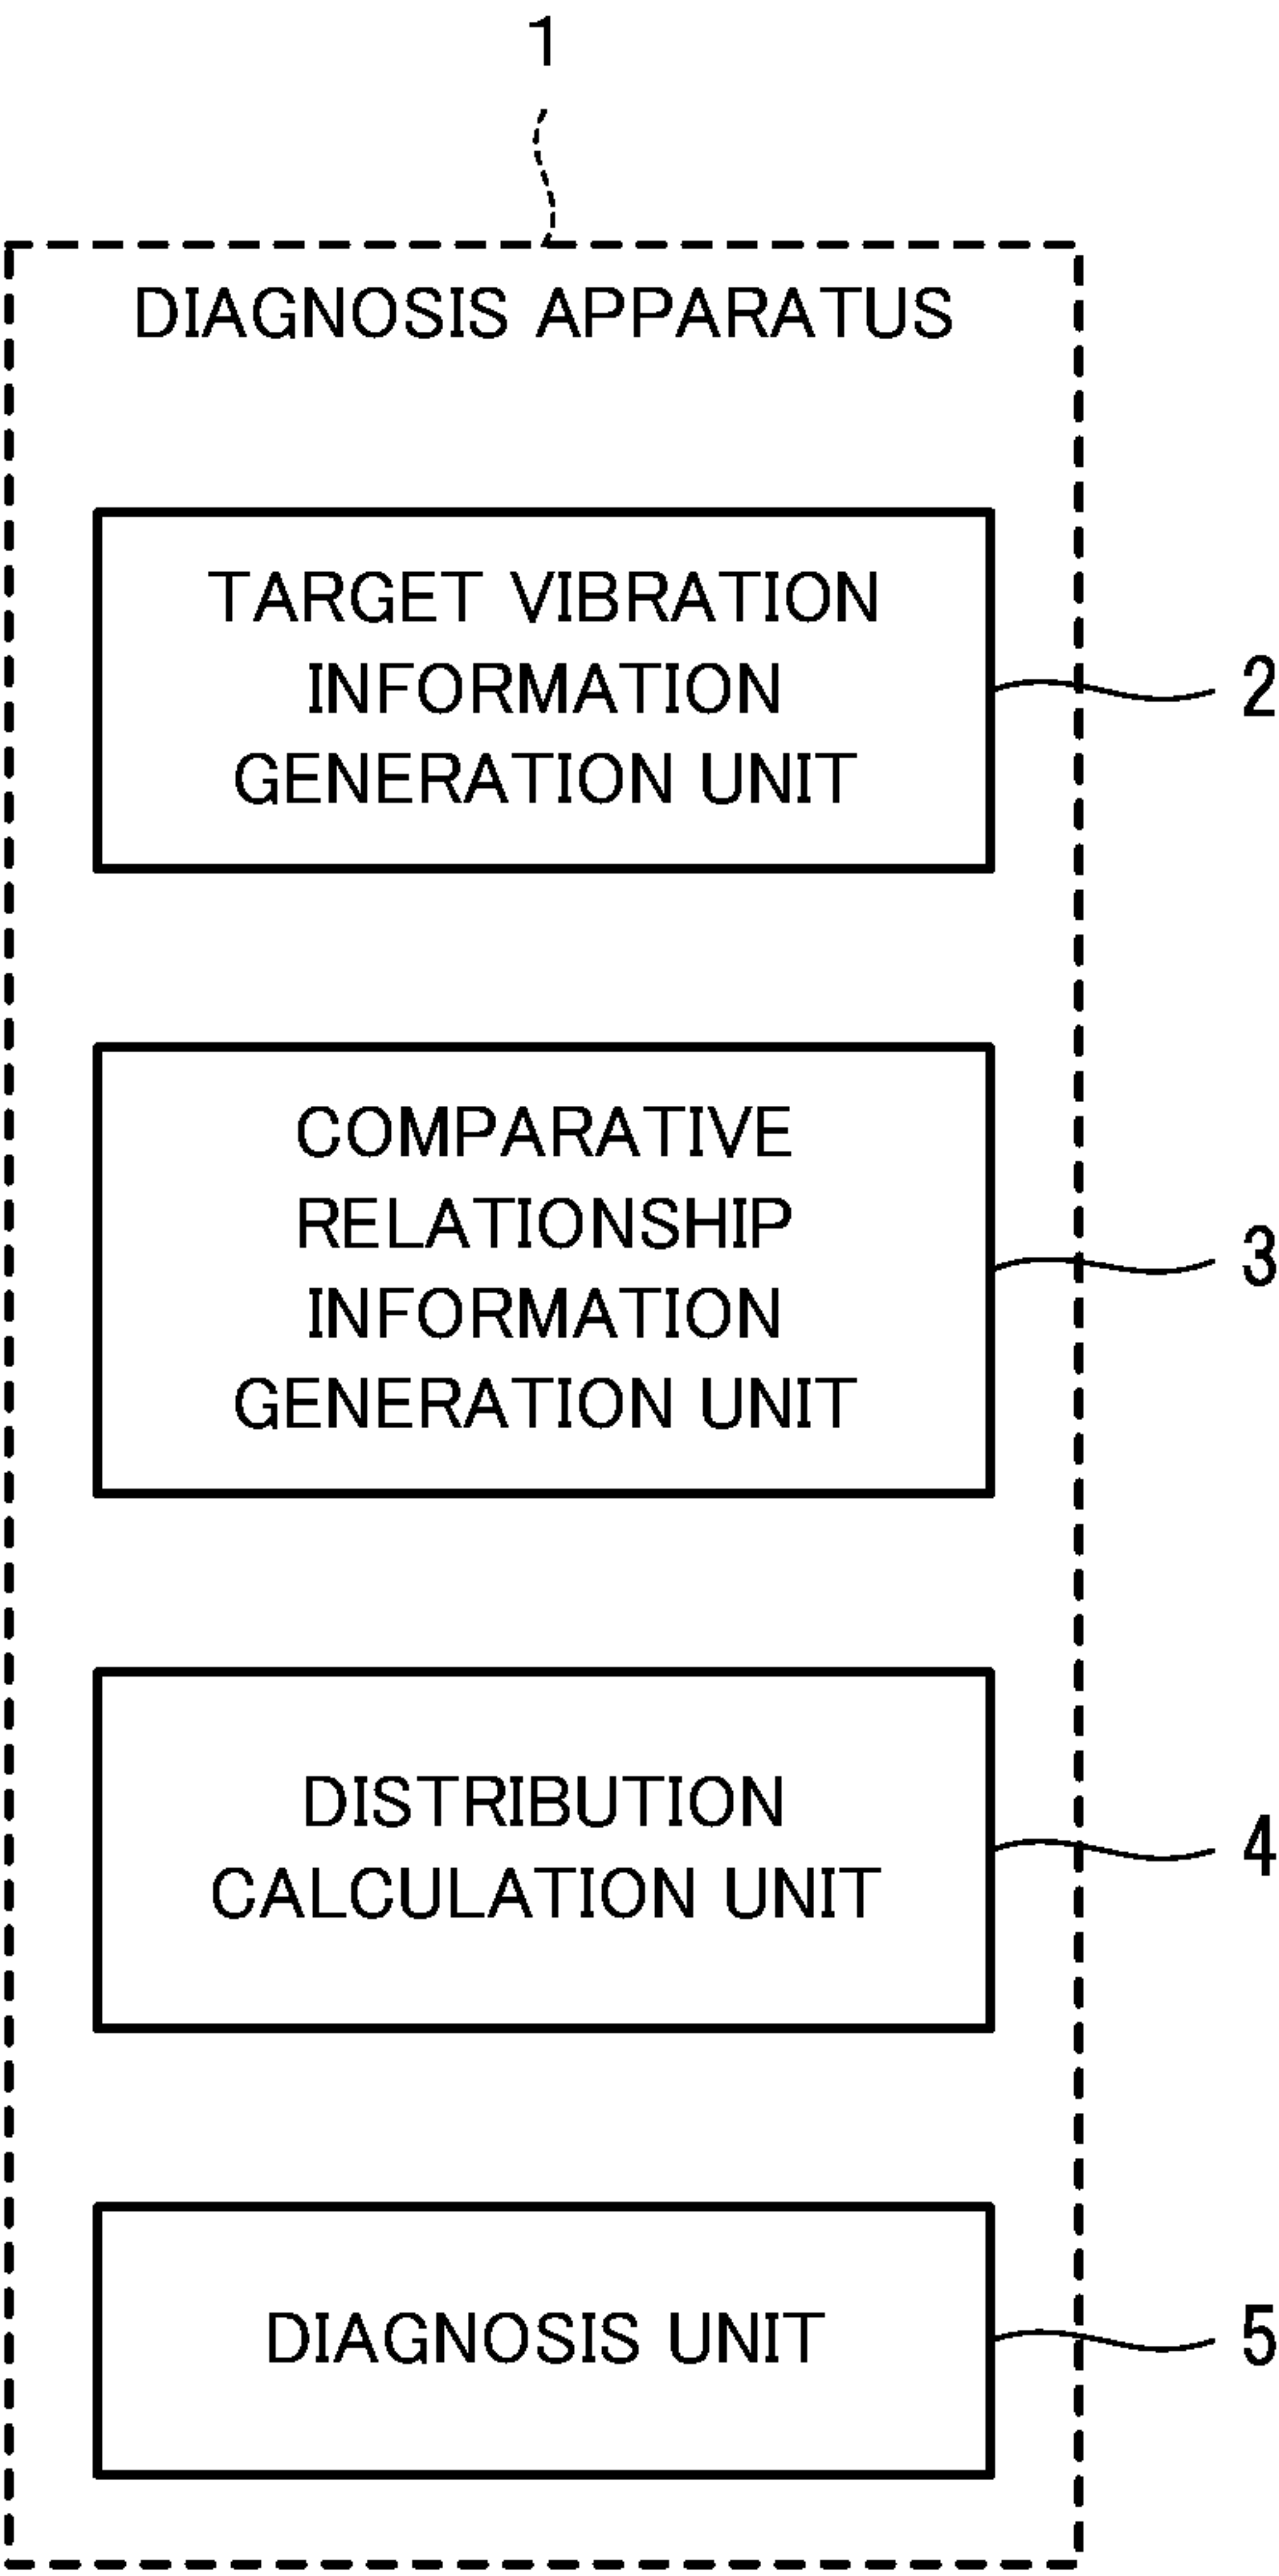 1
DIAGNOSIS APPARATUS
TARGET VIBRATION
INFORMATION
GENERATION UNIT
2
COMPARATIVE
RELATIONSHIP
INFORMATION
GENERATION UNIT
3
DISTRIBUTION
CALCULATION UNIT
4
DIAGNOSIS UNIT
5